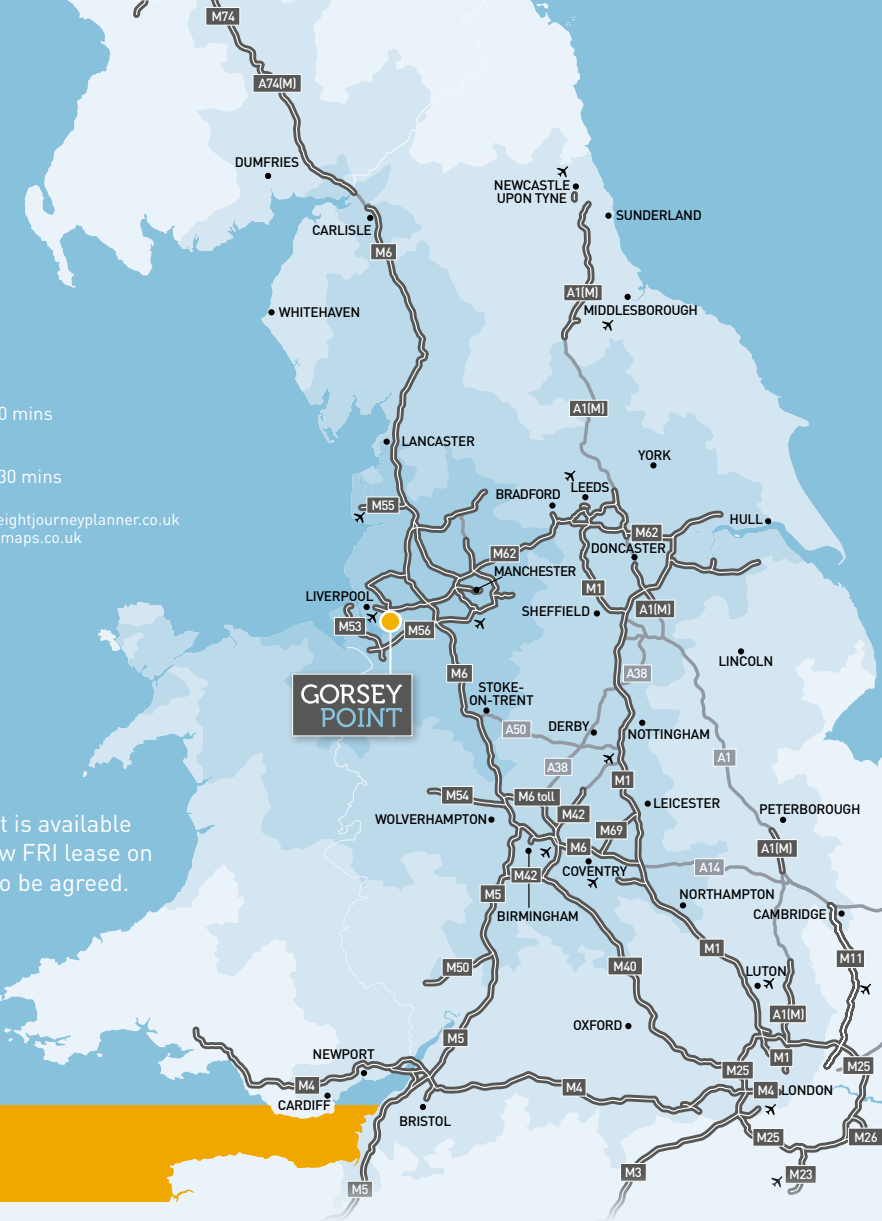 M74
A74(M)
DUMFRIES
NEWCASTLE
UPON TYNE
SUNDERLAND
CARLISLE
M6
A1(M)
MIDDLESBOROUGH
WHITEHAVEN
0 mins
A1(M)
LANCASTER
YORK
30 mins
BRADFORD
LEEDS
M55
eightjourneyplanner.co.uk
maps.co.uk
HULL
M62
DONCASTER
M62
MANCHESTER
M1
LIVERPOOL
SHEFFIELD
A1(M)
M53
M56
LINCOLN
M6
A38
GORSEY
POINT
STOKE-
ON-TRENT
A50
DERBY
NOTTINGHAM
A1
A38
M1
M54
M6 toll
LEICESTER
PETERBOROUGH
M42
WOLVERHAMPTON
M69
t is available
w FRI lease on
o be agreed.
M6
A1(M)
COVENTRY
A14
M42
M5
NORTHAMPTON
BIRMINGHAM
CAMBRIDGE
M1
M11
M50
M40
LUTON
A1(M)
OXFORD
M5
NEWPORT
M1
M25
M25
M4
CARDIFF
M4
M4
LONDON
BRISTOL
M25
M26
M3
M23
M5